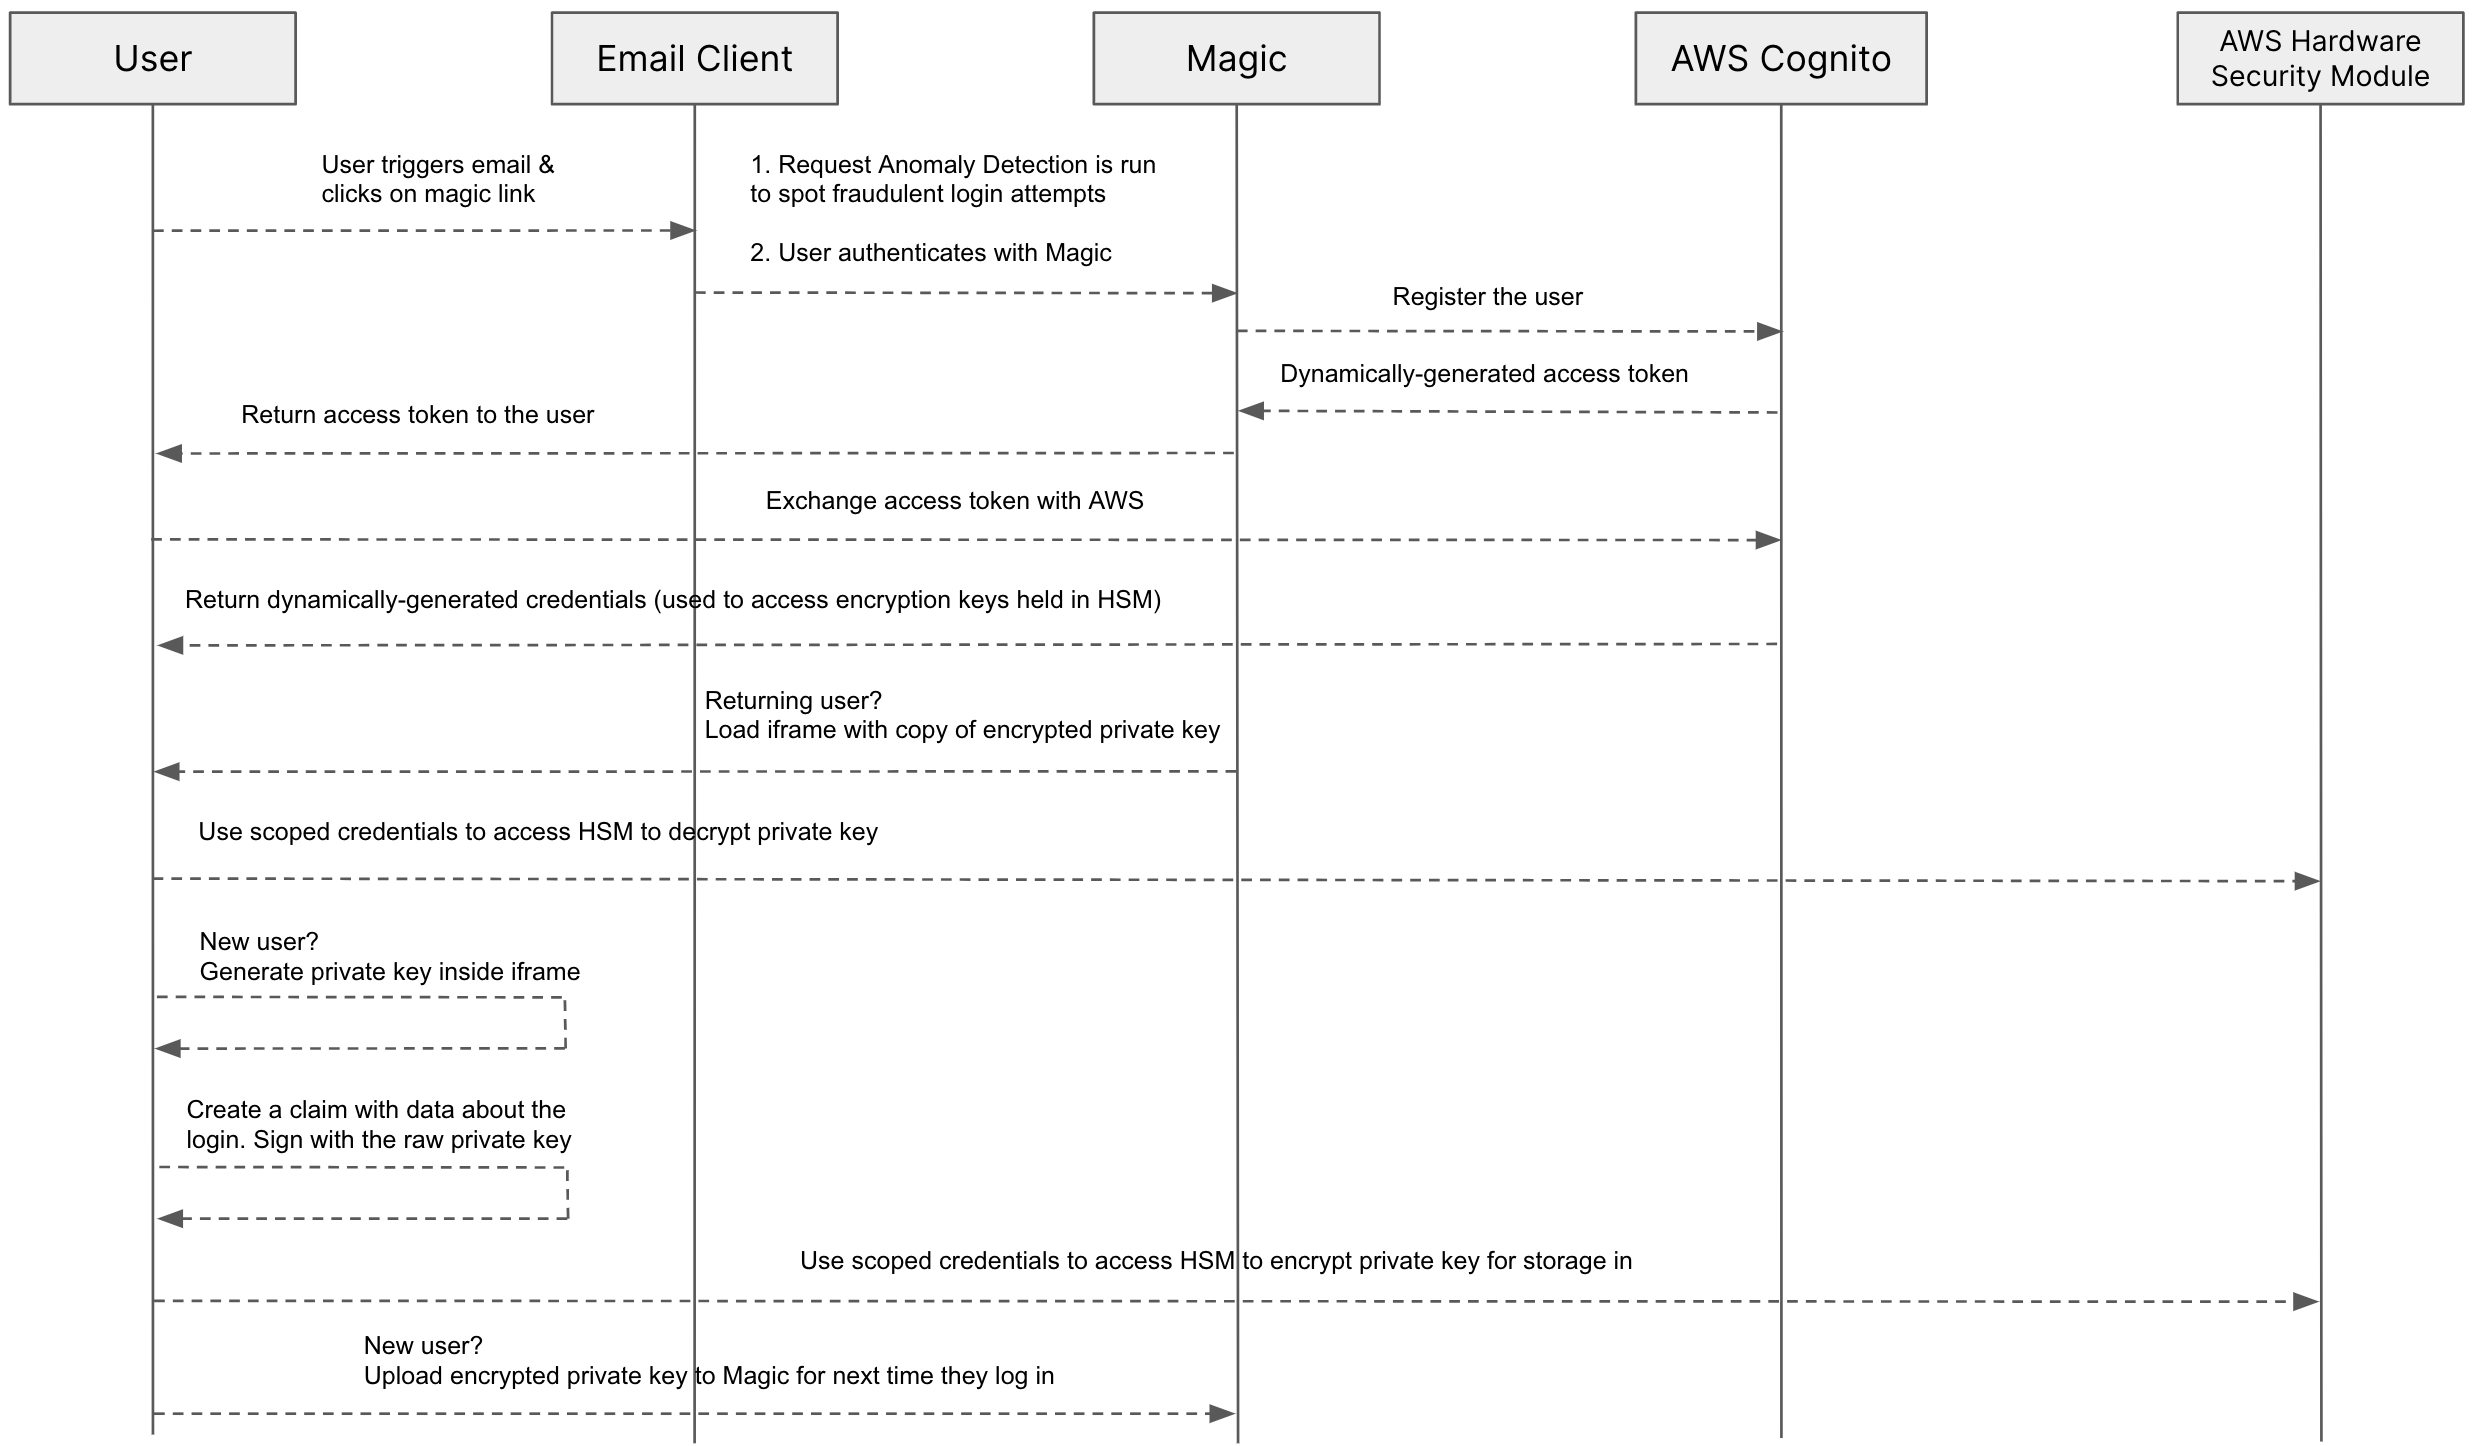 User
Email Client
Magic
AWS Cognito
AWS Hardware
Security Module
User triggers email &
clicks on magic link
1. Request Anomaly Detection is run
to spot fraudulent login attempts
2. User authenticates with Magic
Register the user
Dynamically-generated access token
Return access token to the user
Exchange access token with AWS
Return dynamically-generated credentials (used to access encryption keys held in HSM)
Returning user?
Load iframe with copy of encrypted private key
Use scoped credentials to access HSM to decrypt private key
New user?
Generate private key inside iframe
Create a claim with data about the
login. Sign with the raw private key
Use scoped credentials to access HSM to encrypt private key for storage in
New user?
Upload encrypted private key to Magic for next time they log in